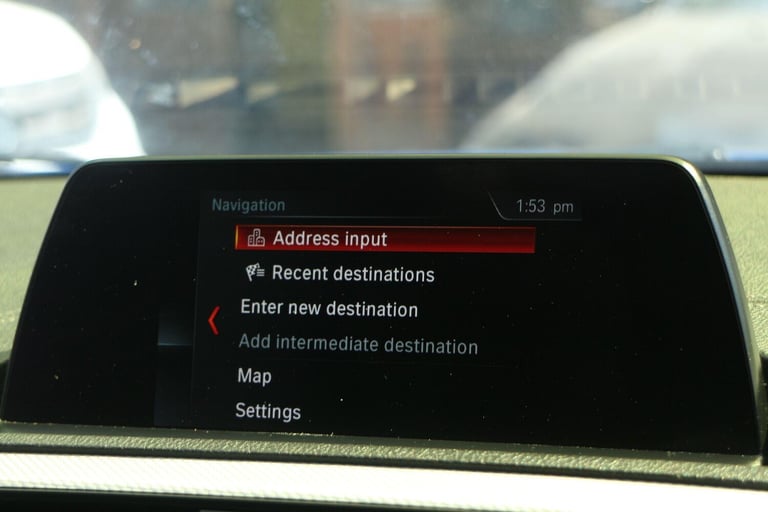 Navigation
1:53 pm
Address input
Recent destinations
Enter new destination
Add intermediate destination
Map
Settings